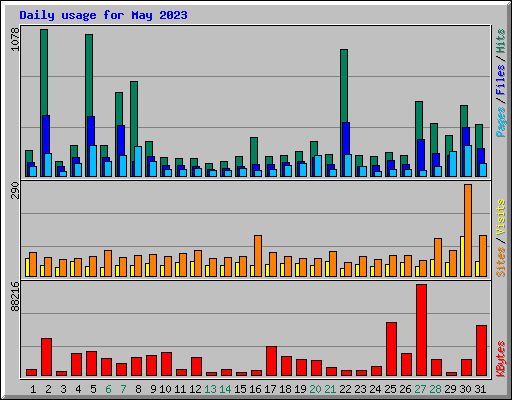 Daily usage for May 2023
1078
Pages / Files / Hits
290
Sites / Visits
88216
KBytes
1 2 3 4 5 6 7 8 9 10 11 12 13 14 15 16 17 18 19 20 21 22 23 24 25 26 27 28 29 30 31